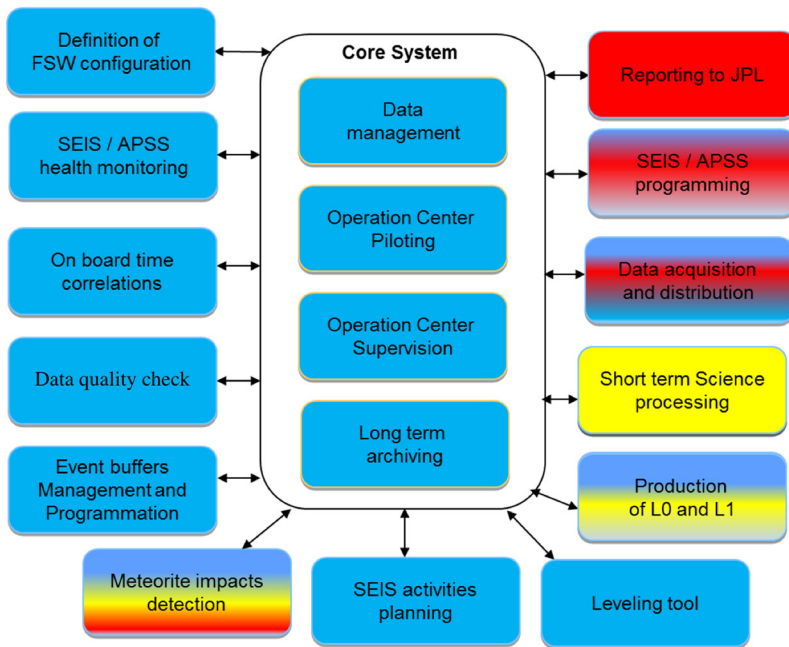 Core System
Data
management
Operation Center
Piloting
Operation Center
Supervision
Long term
archiving
Definition of
FSW configuration
SEIS / APSS
health monitoring
On board time
correlations
Data quality check
Event buffers
Management and
Programmation
Meteorite impacts
detection
SEIS activities
planning
Leveling tool
Reporting to JPL
SEIS / APSS
programming
Data acquisition
and distribution
Short term Science
processing
Production
of L0 and L1